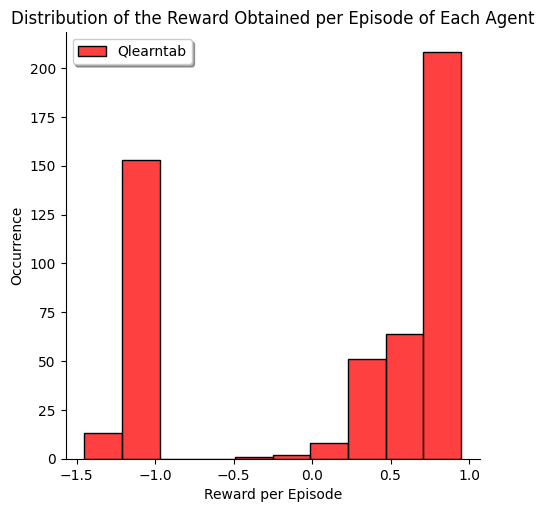 Distribution of the Reward Obtained per Episode of Each Agent
Qlearntab
200
175
150
125
100
75
50
25
0
Occurrence
−1.5 −1.0 −0.5 0.0 0.5 1.0
Reward per Episode